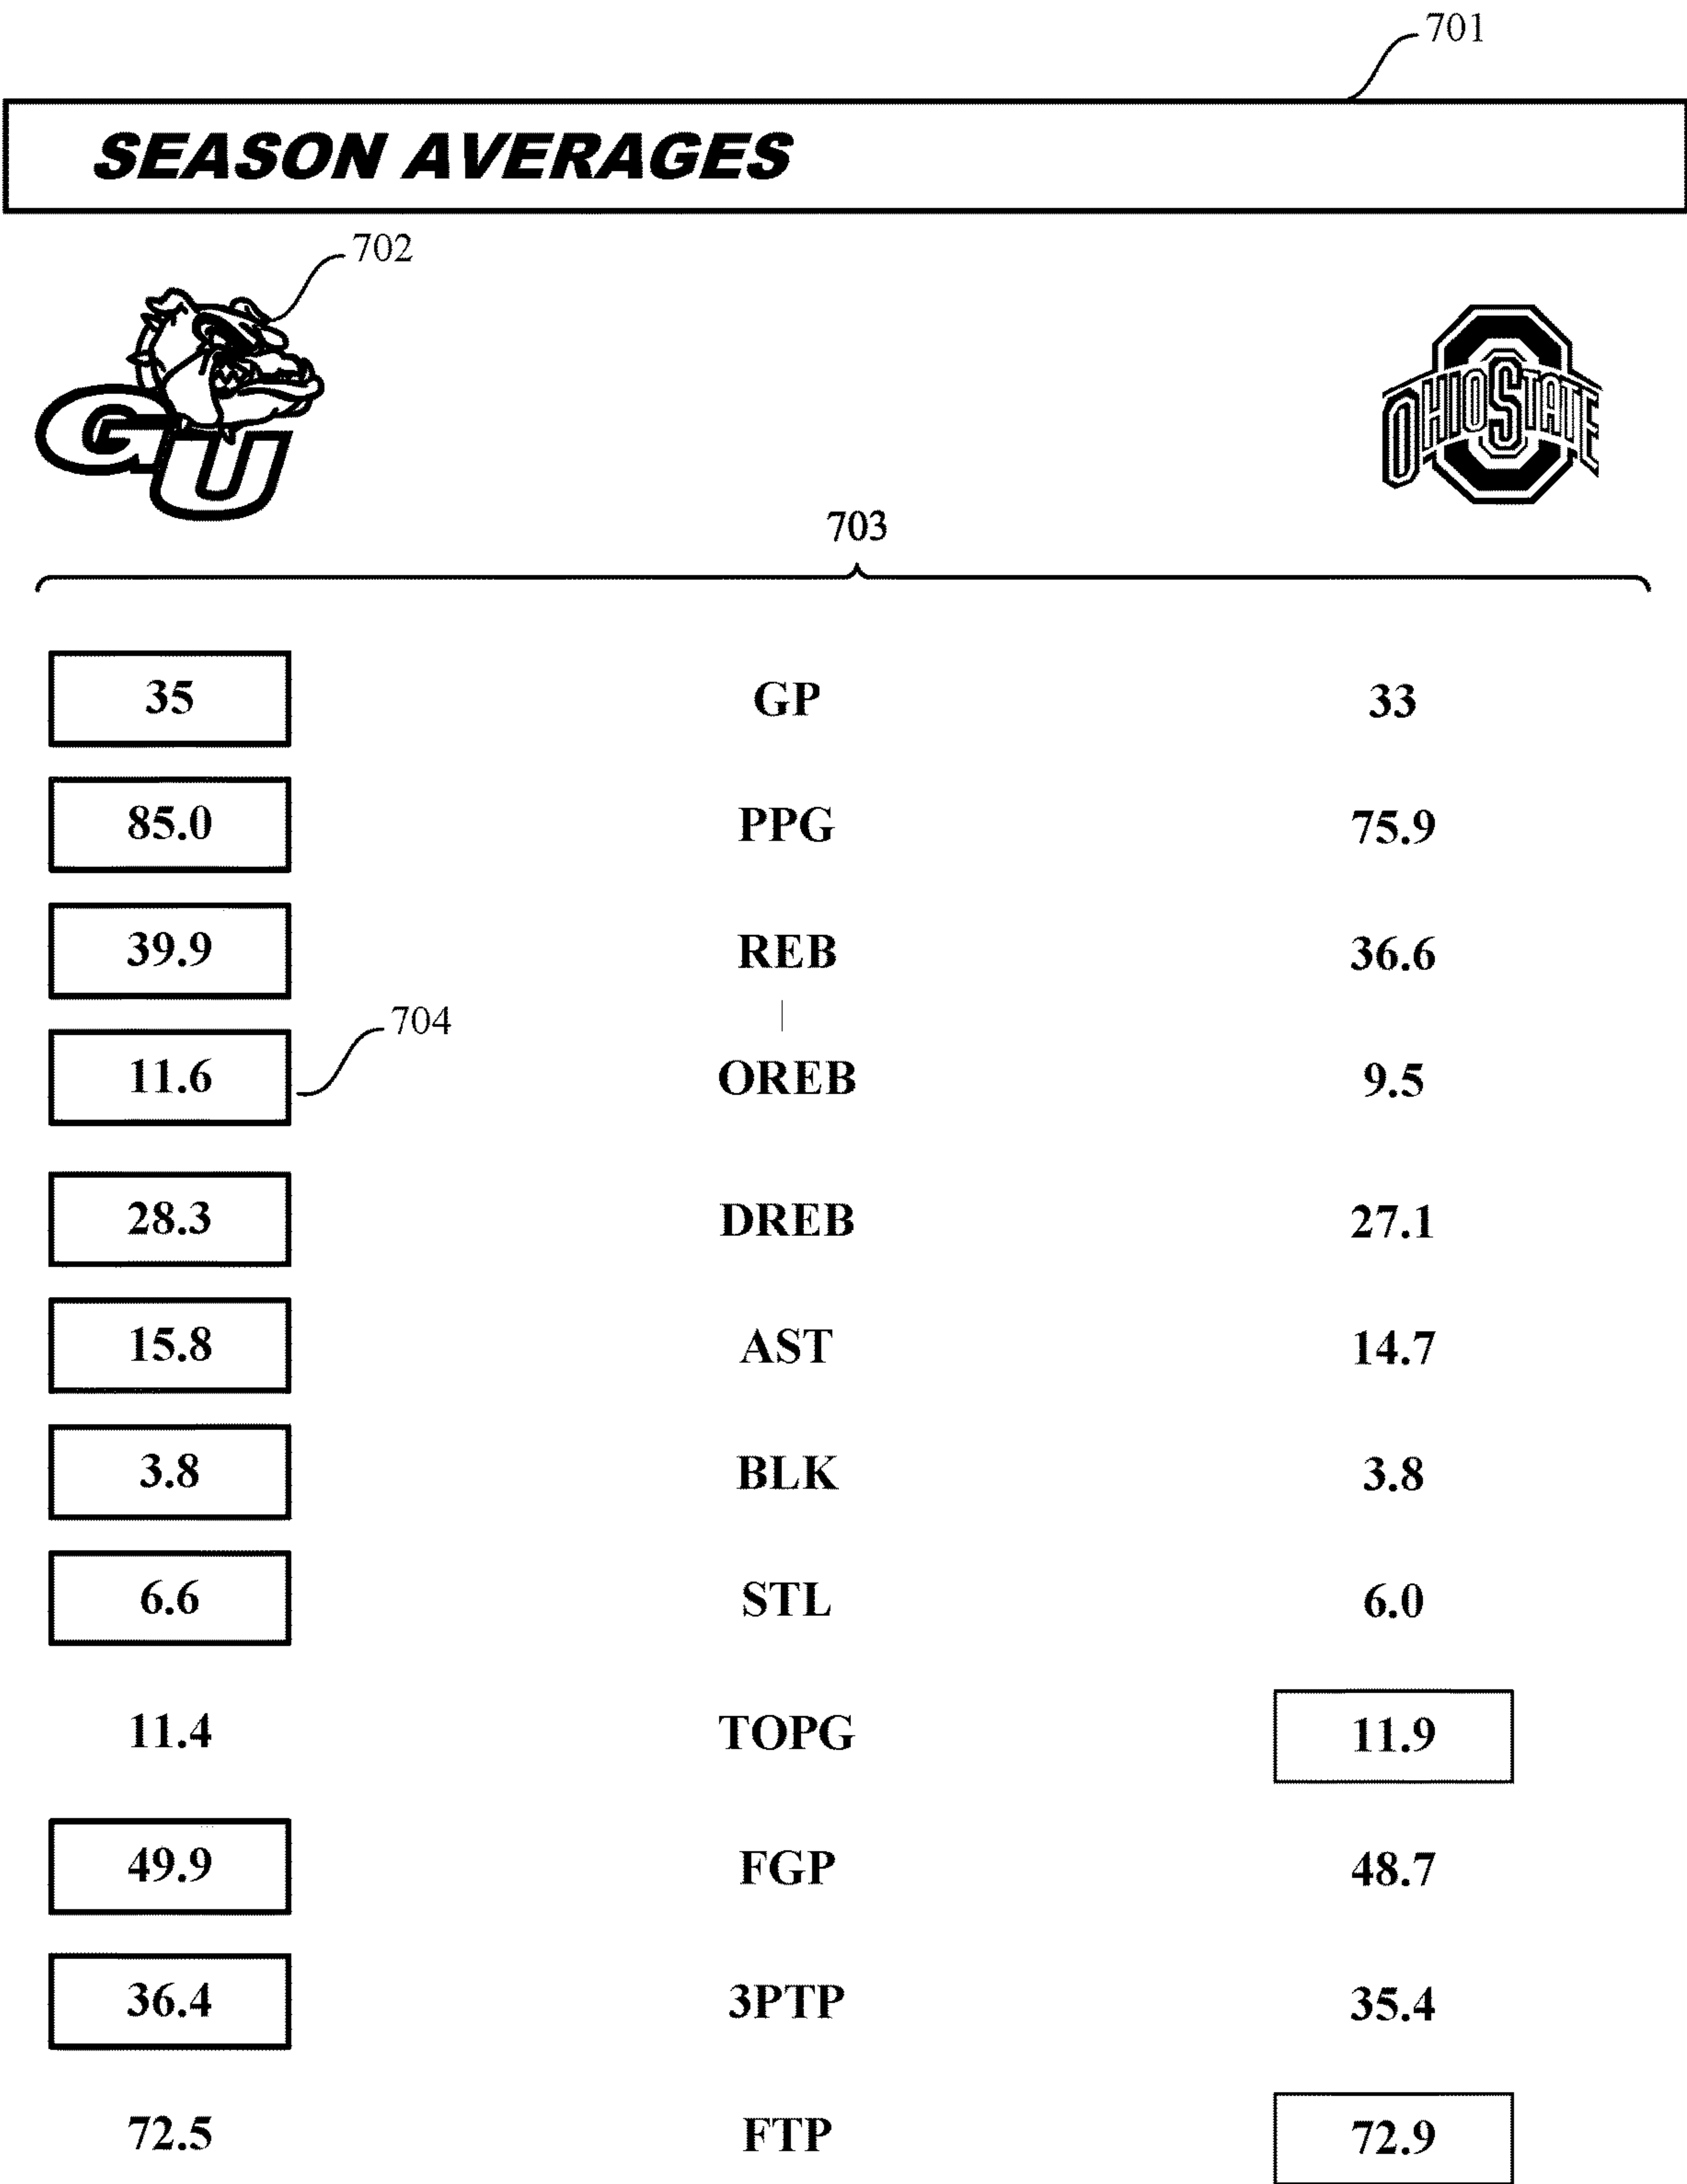 701
SEASON AVERAGES
702
GU
OHIO STATE
703
35 GP 33
85.0 PPG 75.9
39.9 REB 36.6
704
11.6 OREB 9.5
28.3 DREB 27.1
15.8 AST 14.7
3.8 BLK 3.8
6.6 STL 6.0
11.4 TOPG 11.9
49.9 FGP 48.7
36.4 3PTP 35.4
72.5 FTP 72.9